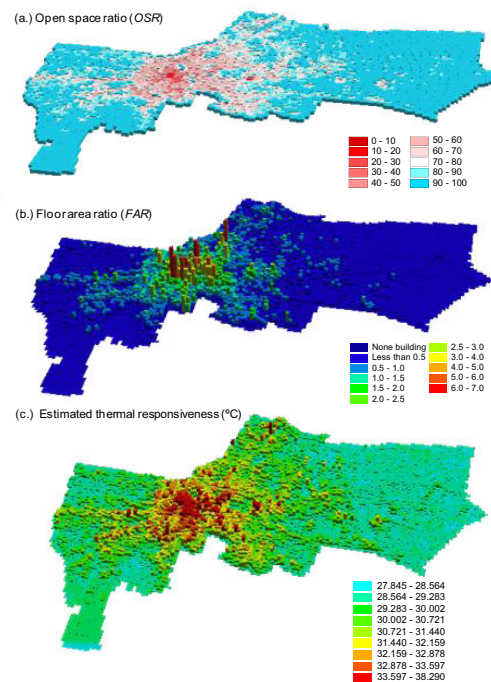 (a.) Open space ratio (OSR)
0 - 10
10 - 20
20 - 30
30 - 40
40 - 50
50 - 60
60 - 70
70 - 80
80 - 90
90 - 100
(b.) Floor area ratio (FAR)
None building
Less than 0.5
0.5 - 1.0
1.0 - 1.5
1.5 - 2.0
2.0 - 2.5
2.5 - 3.0
3.0 - 4.0
4.0 - 5.0
5.0 - 6.0
6.0 - 7.0
(c.) Estimated thermal responsiveness (ºC)
27.845 - 28.564
28.564 - 29.283
29.283 - 30.002
30.002 - 30.721
30.721 - 31.440
31.440 - 32.159
32.159 - 32.878
32.878 - 33.597
33.597 - 38.290